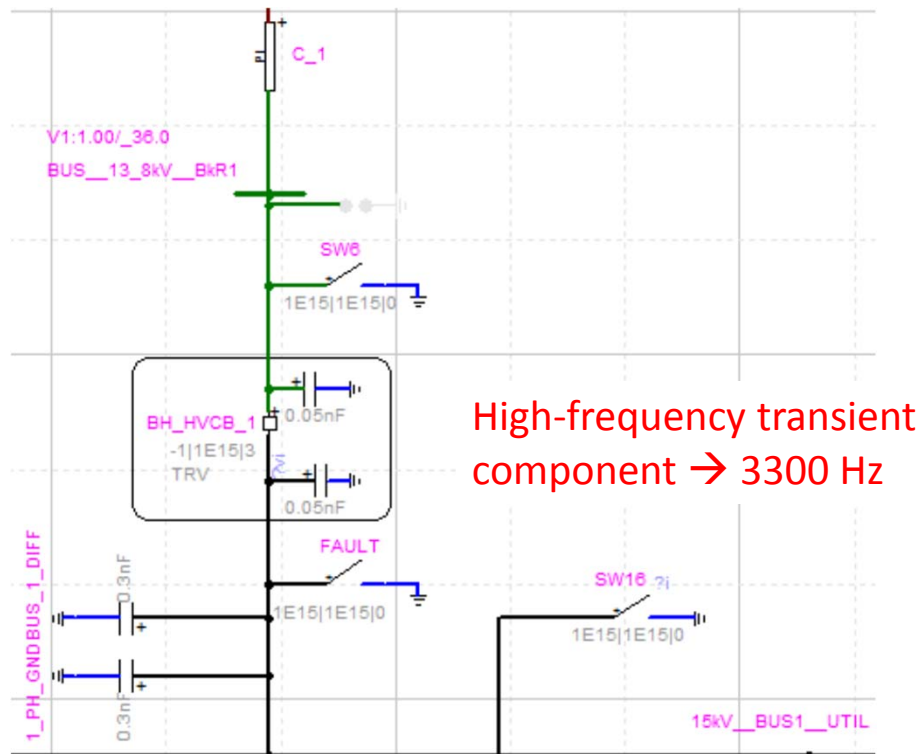 C_1
V1:1.00/_36.0
BUS__13_8kV__BkR1
SW6
1E15|1E15|0
0.05nF
BH_HVCB_1
-1|1E15|3
TRV
0.05nF
High-frequency transient
component → 3300 Hz
FAULT
1E15|1E15|0
SW16 ?i
1E15|1E15|0
1_PH_GNDBUS_1_DIFF
0.3nF
0.3nF
15kV__BUS1__UTIL